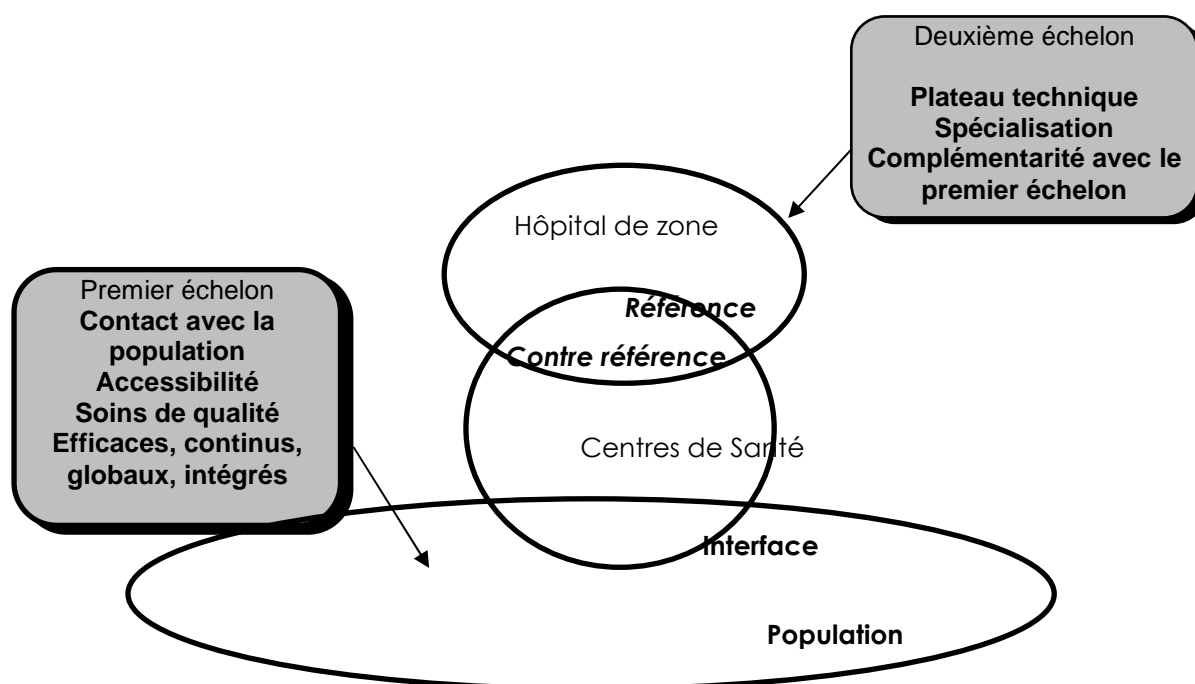 Deuxième échelon
Plateau technique
Spécialisation
Complémentarité avec le
premier échelon
Hôpital de zone
Référence
Contre référence
Premier échelon
Contact avec la
population
Accessibilité
Soins de qualité
Efficaces, continus,
globaux, intégrés
Centres de Santé
Interface
Population